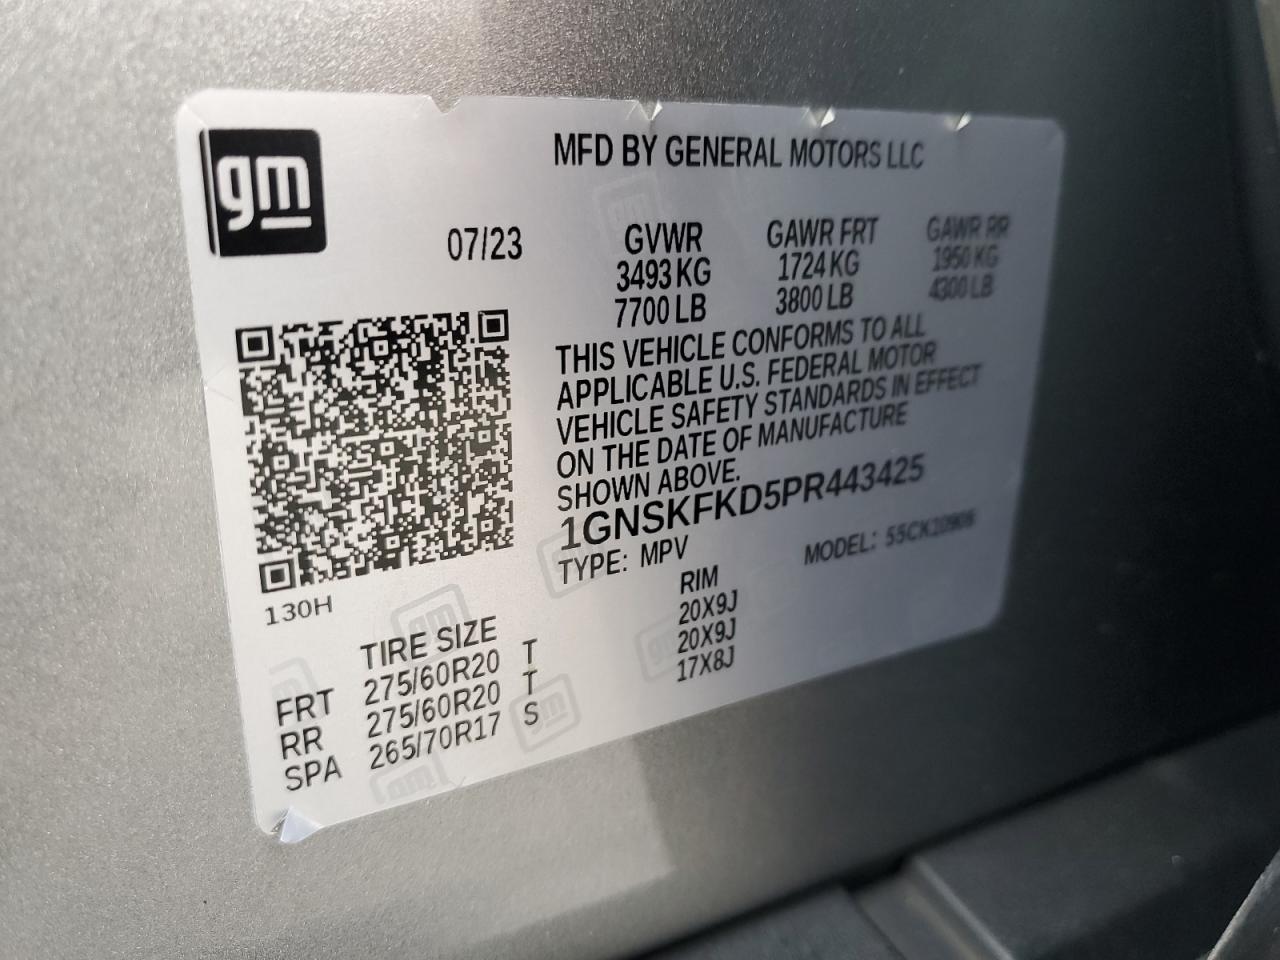 gm
MFD BY GENERAL MOTORS LLC
07/23 GVWR GAWR FRT GAWR RR
3493 KG 1724 KG 1950 KG
7700 LB 3800 LB 4300 LB
THIS VEHICLE CONFORMS TO ALL
APPLICABLE U.S. FEDERAL MOTOR
VEHICLE SAFETY STANDARDS IN EFFECT
ON THE DATE OF MANUFACTURE
SHOWN ABOVE.
1GNSKFKD5PR443425
TYPE: MPV MODEL:
130H
TIRE SIZE RIM
FRT 275/60R20 T 20X9J
RR 275/60R20 T 20X9J
SPA 265/70R17 S 17X8J